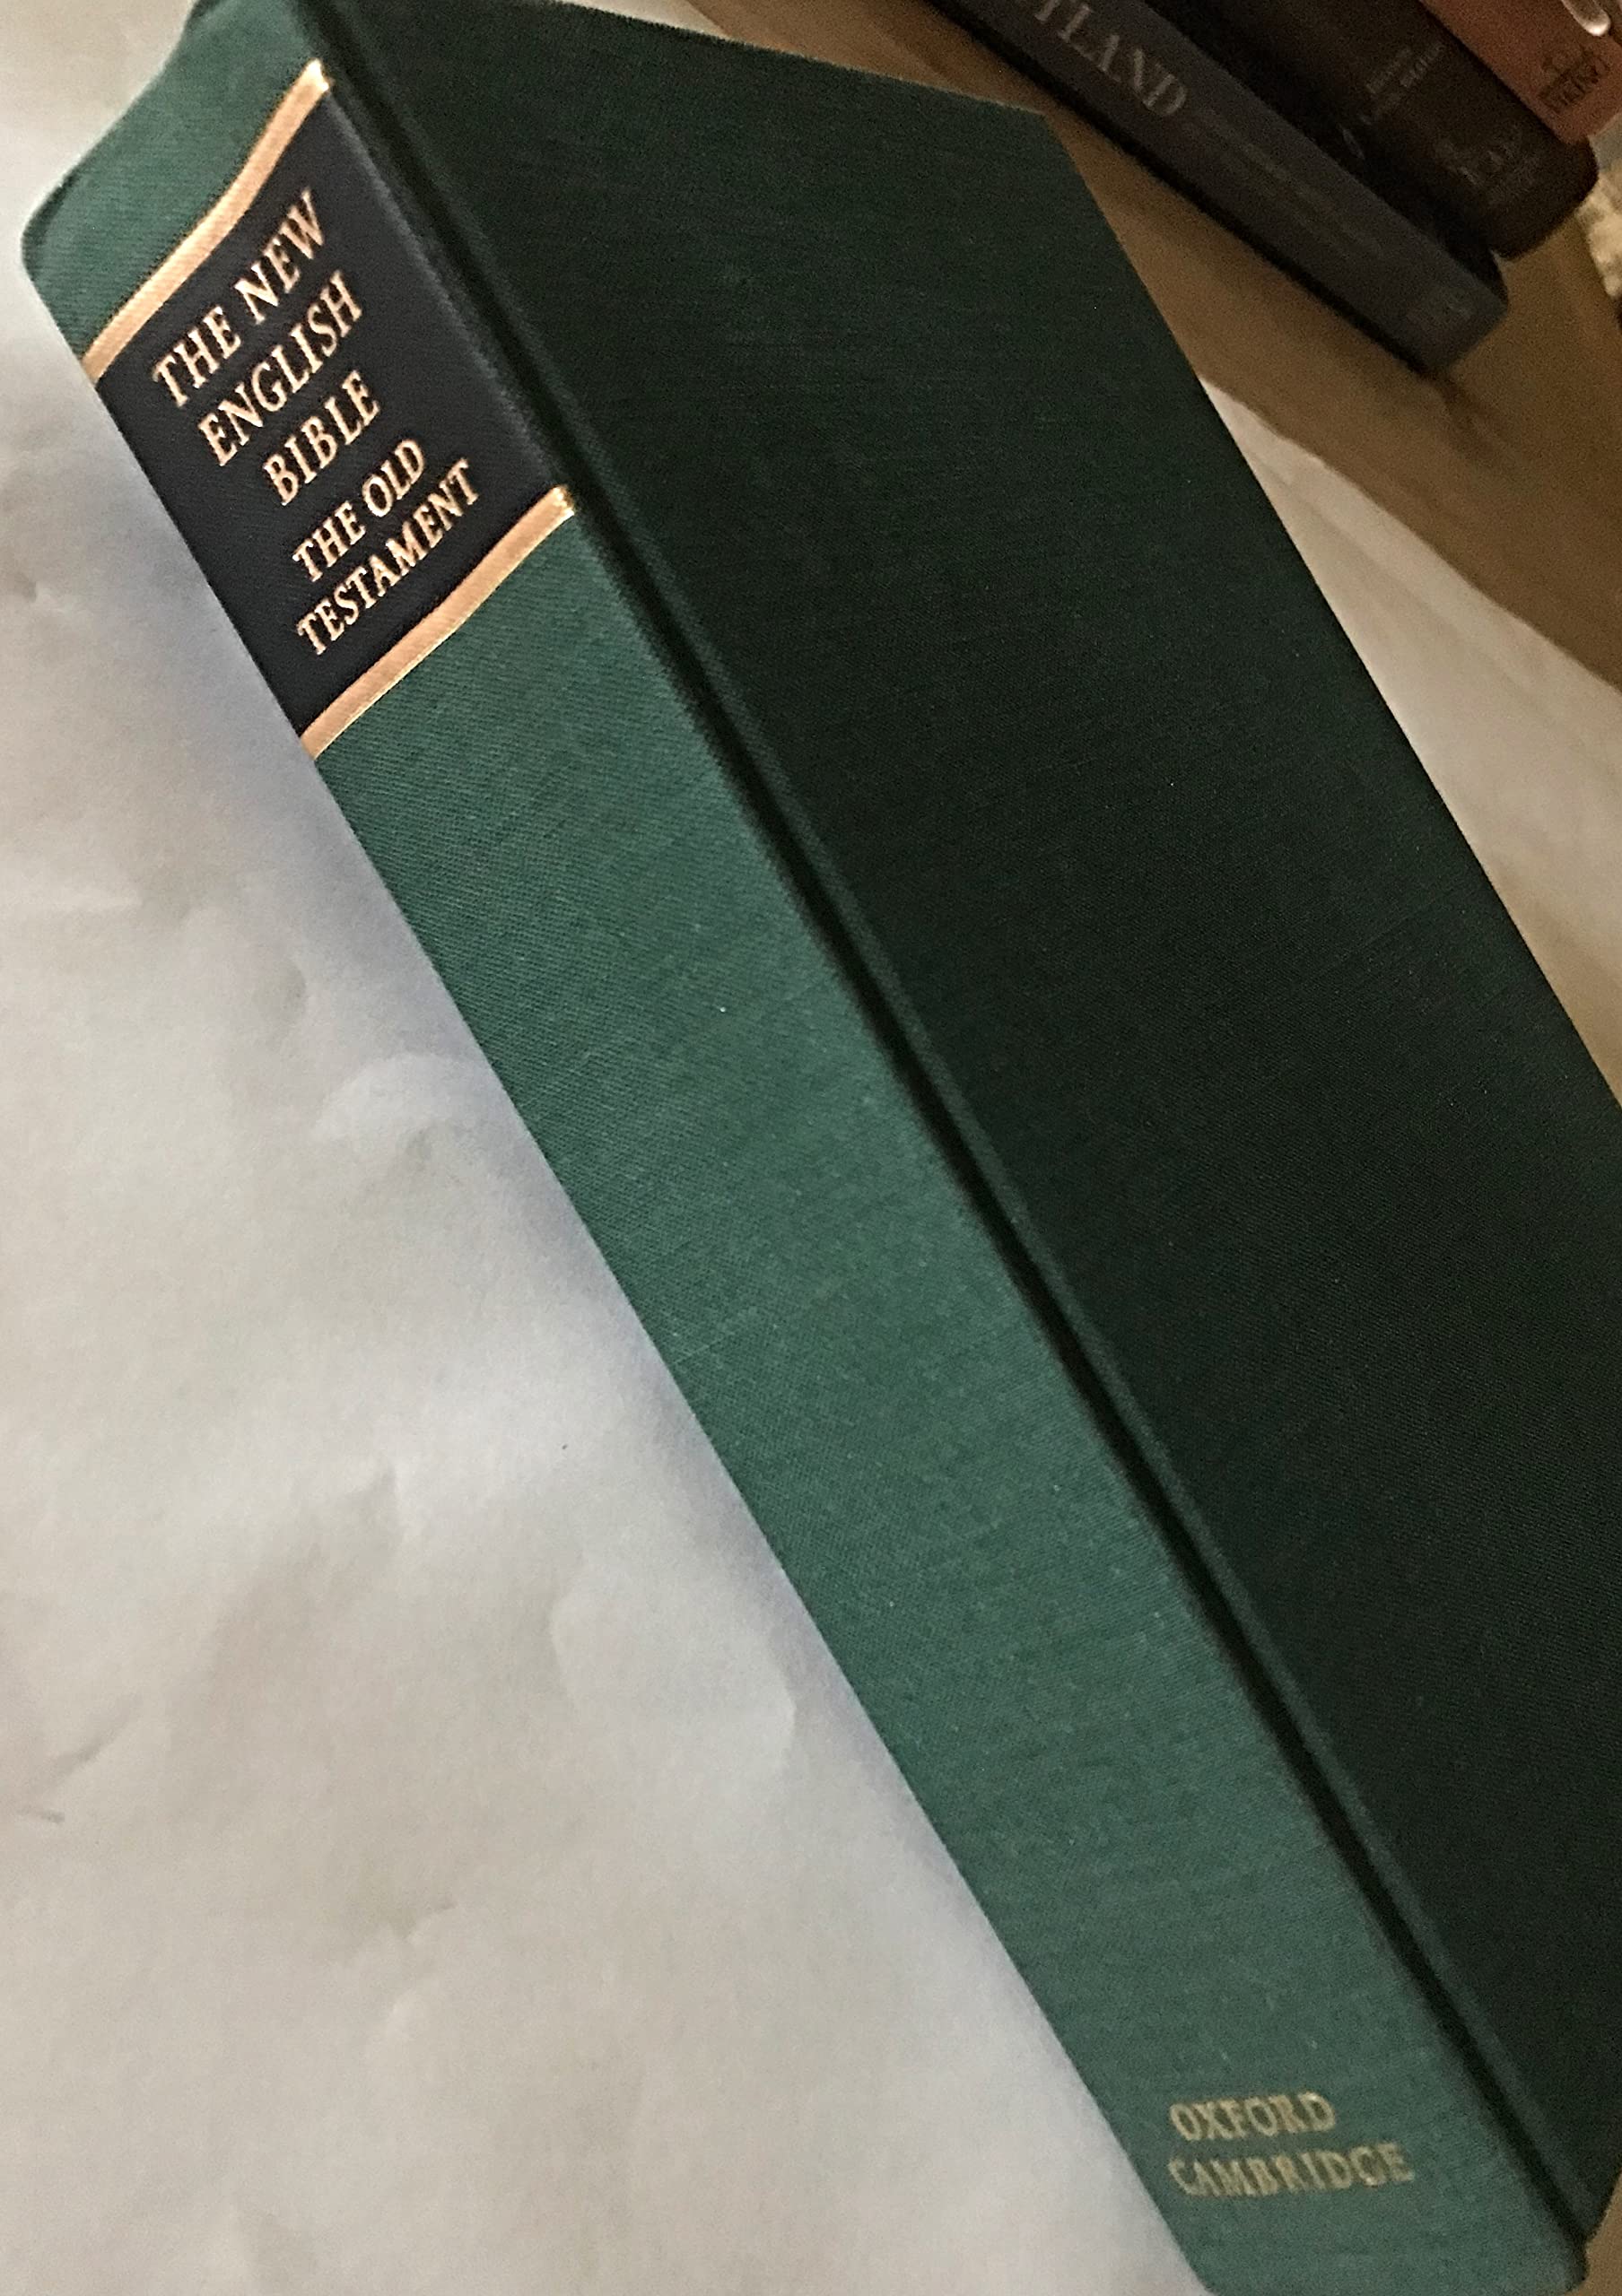 THE NEW
ENGLISH
BIBLE
THE OLD
TESTAMENT
OXFORD
CAMBRIDGE